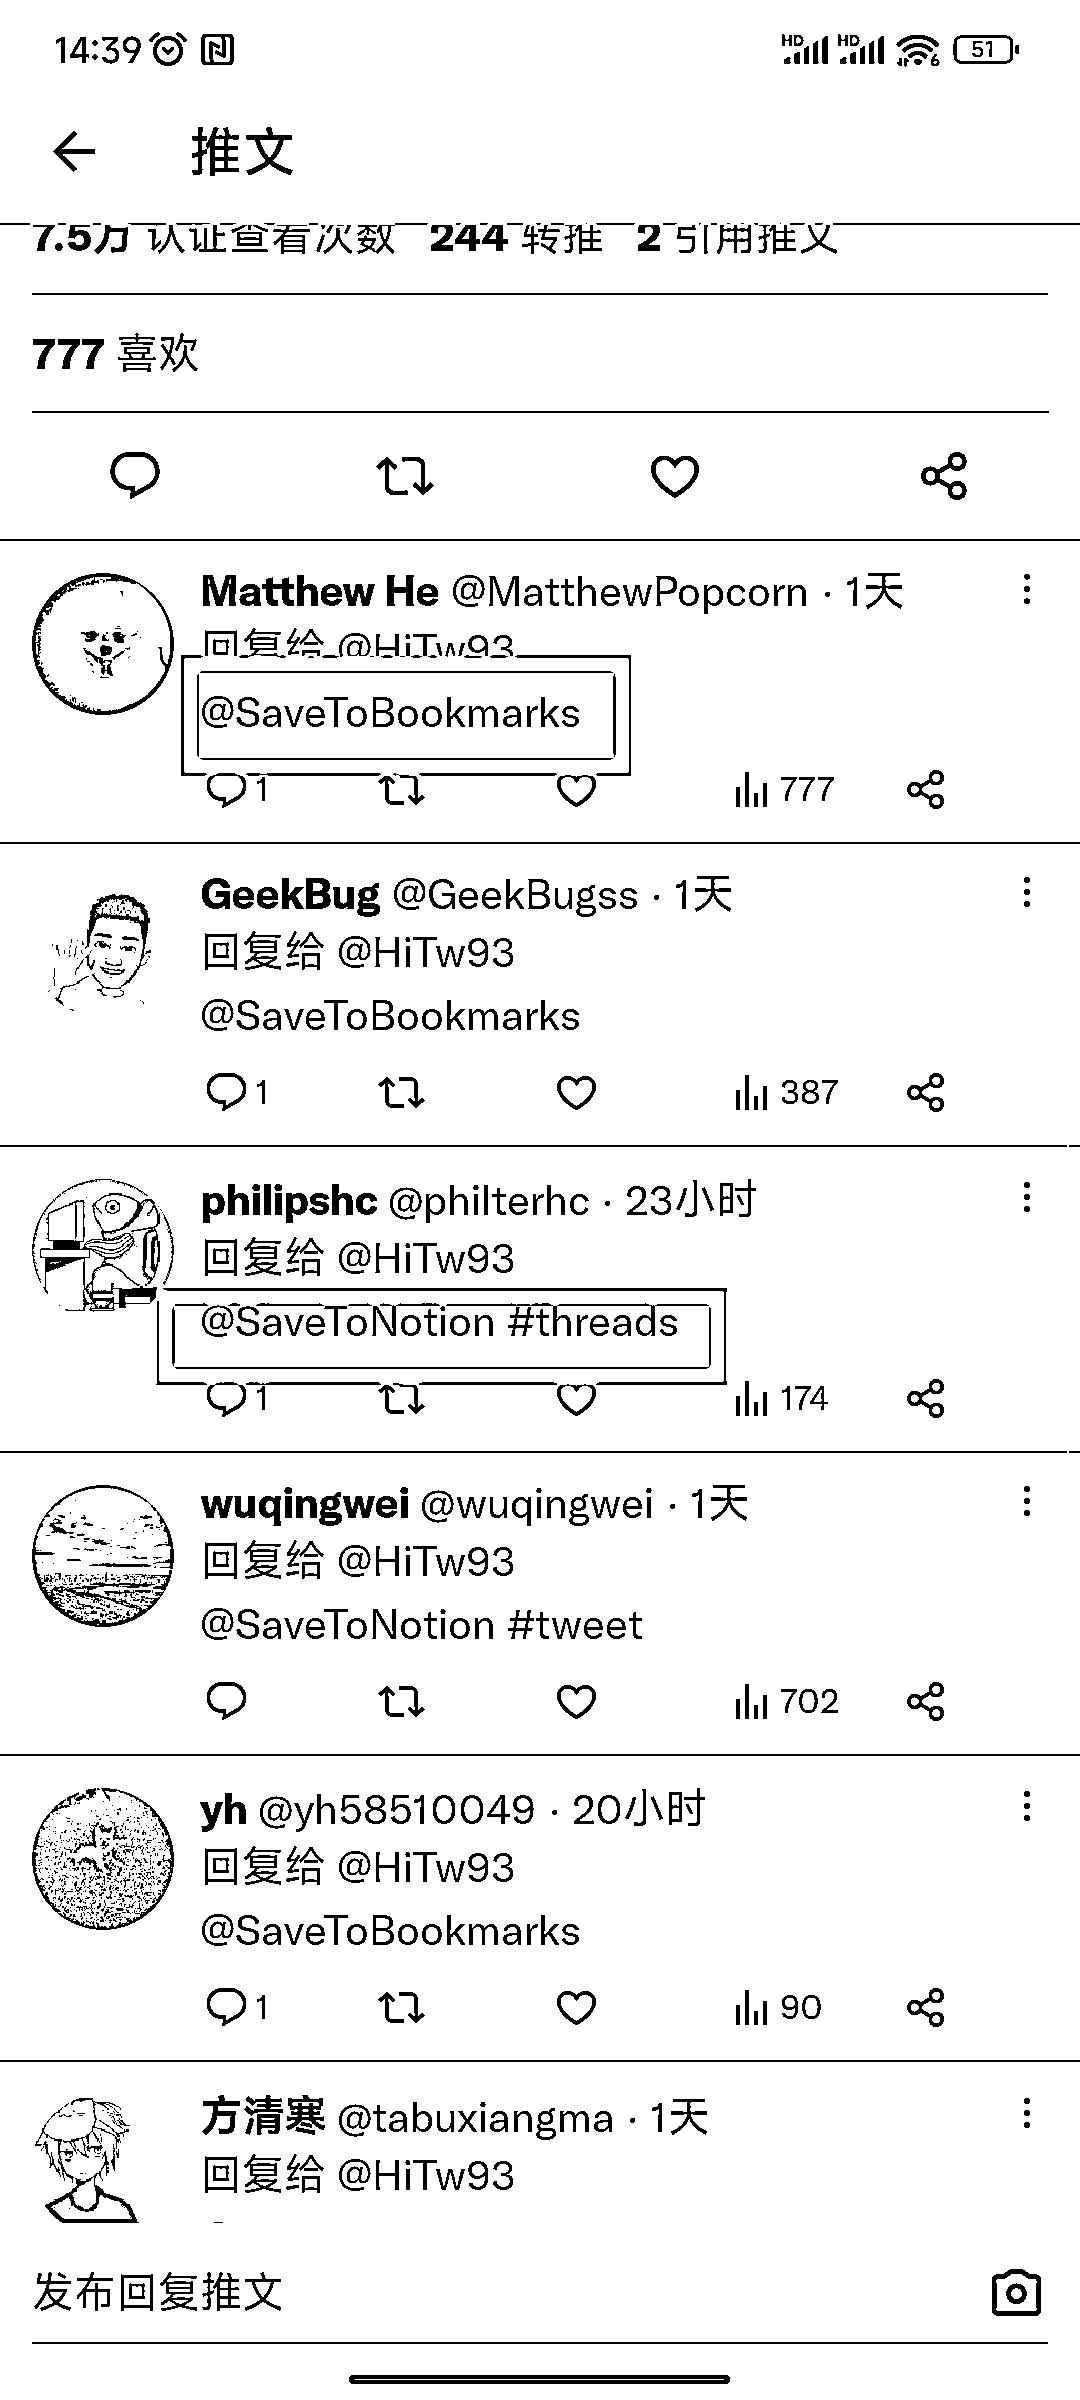 14:39 HD HD 6 51
推文
7.5万 认证查看次数 244 转推 2 引用推文
777 喜欢
Matthew He @MatthewPopcorn · 1天
回复给 @HiTw93
@SaveToBookmarks
1 777
GeekBug @GeekBugss · 1天
回复给 @HiTw93
@SaveToBookmarks
1 387
philipshc @philterhc · 23小时
回复给 @HiTw93
@SaveToNotion #threads
1 174
wuqingwei @wuqingwei · 1天
回复给 @HiTw93
@SaveToNotion #tweet
702
yh @yh58510049 · 20小时
回复给 @HiTw93
@SaveToBookmarks
1 90
方清寒 @tabuxiangma · 1天
回复给 @HiTw93
发布回复推文